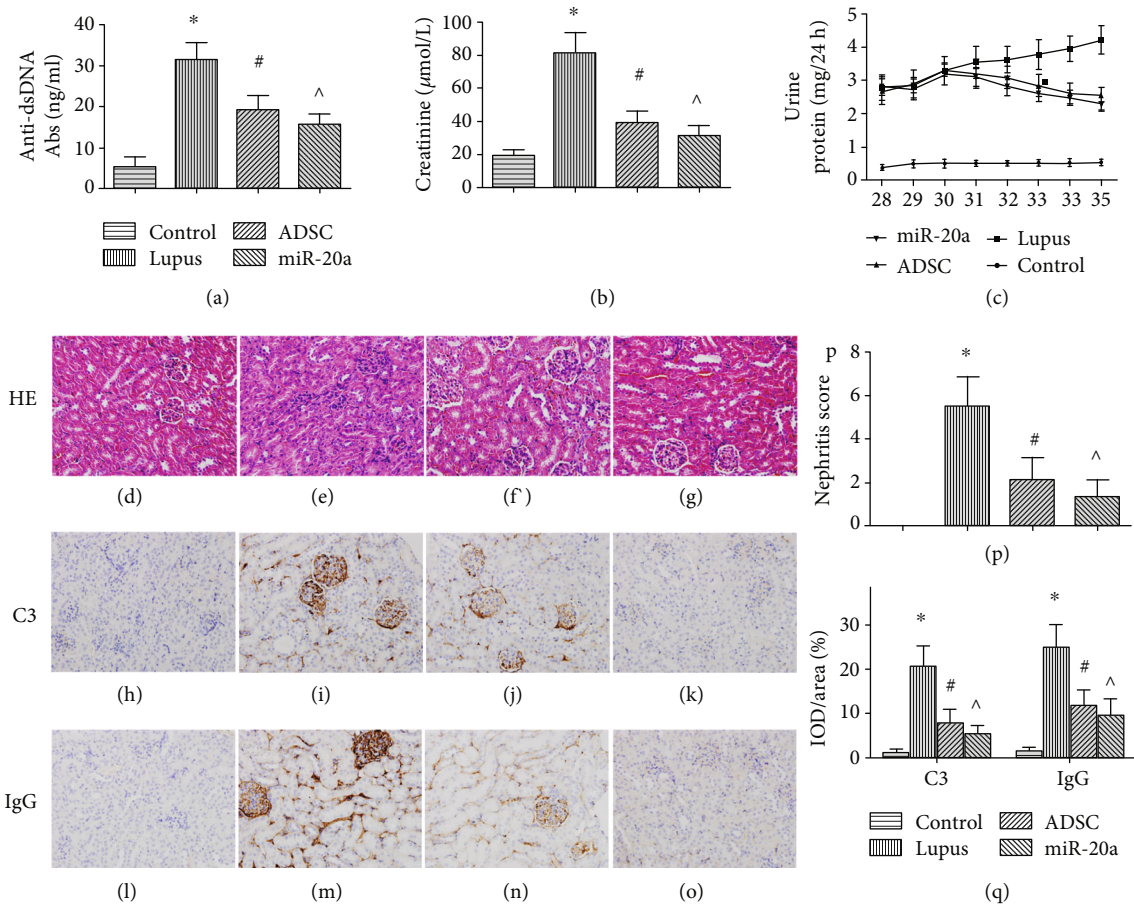 Anti-dsDNA
Abs (ng/ml)
40
30
20
10
0
*
#
^
Control
ADSC
Lupus
miR-20a
(a)
Creatinine (μmol/L)
100
80
60
40
20
0
*
#
^
(b)
Urine
protein (mg/24 h)
5
4
3
2
1
0
28 29 30 31 32 33 33 35
miR-20a
Lupus
ADSC
Control
(c)
HE
(d)
(e)
(f`)
(g)
p
Nephritis score
8
6
4
2
0
*
#
^
(p)
C3
(h)
(i)
(j)
(k)
IgG
(l)
(m)
(n)
(o)
IOD/area (%)
30
20
10
0
*
#
^
*
#
^
C3 IgG
Control
ADSC
Lupus
miR-20a
(q)